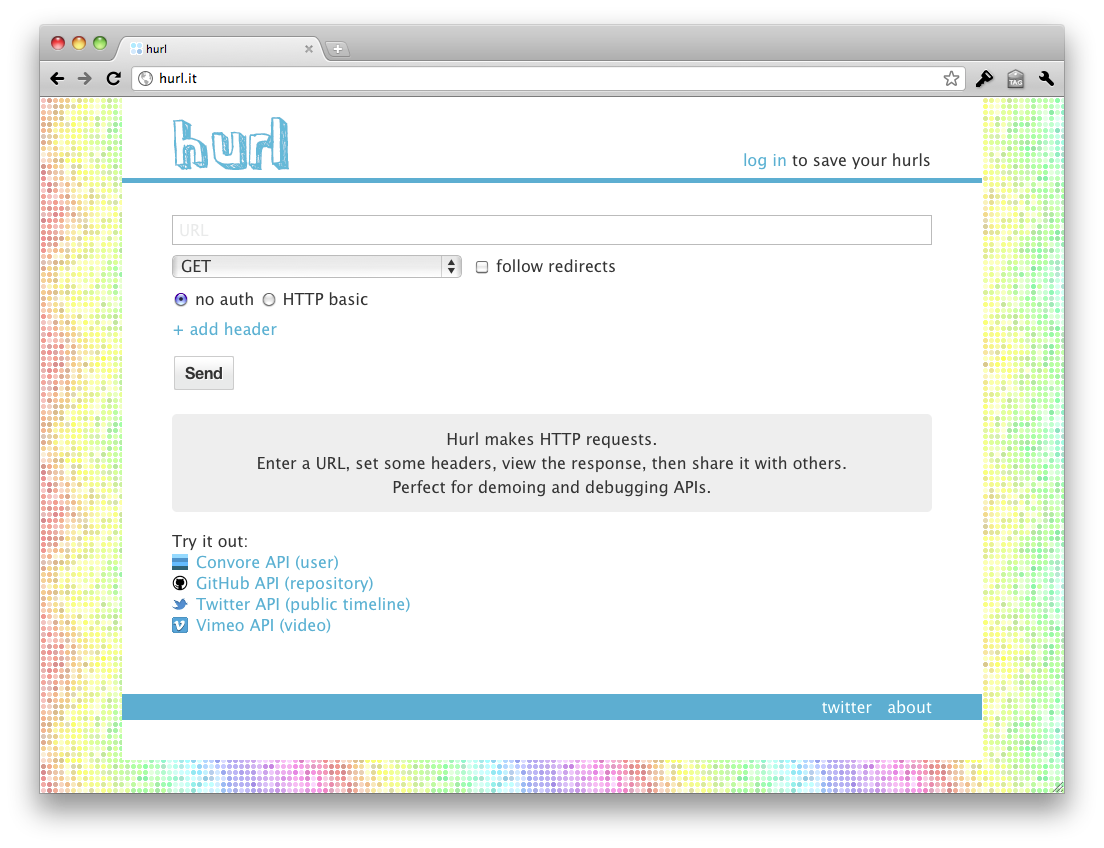 hurl
hurl.it
TAG
hurl
log in to save your hurls
URL
GET
follow redirects
no auth HTTP basic
+ add header
Send
Hurl makes HTTP requests.
Enter a URL, set some headers, view the response, then share it with others.
Perfect for demoing and debugging APIs.
Try it out:
Convore API (user)
GitHub API (repository)
Twitter API (public timeline)
Vimeo API (video)
twitter about